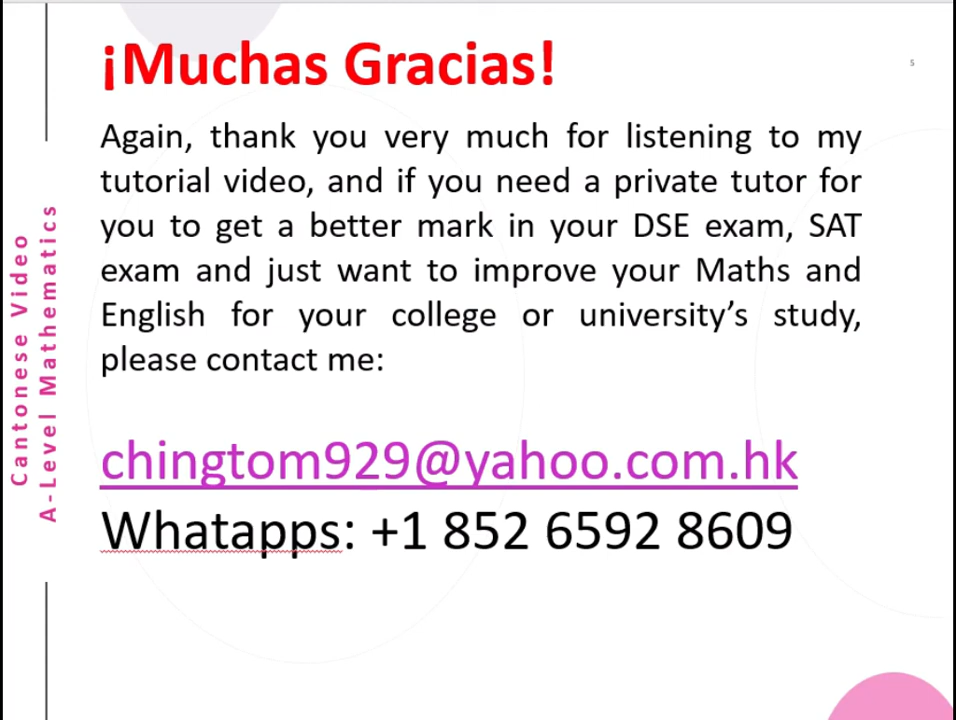 ¡Muchas Gracias!
5
Again, thank you very much for listening to my
tutorial video, and if you need a private tutor for
you to get a better mark in your DSE exam, SAT
exam and just want to improve your Maths and
English for your college or university’s study,
please contact me:
chingtom929@yahoo.com.hk
Whatapps: +1 852 6592 8609
Cantonese Video
A-Level Mathematics